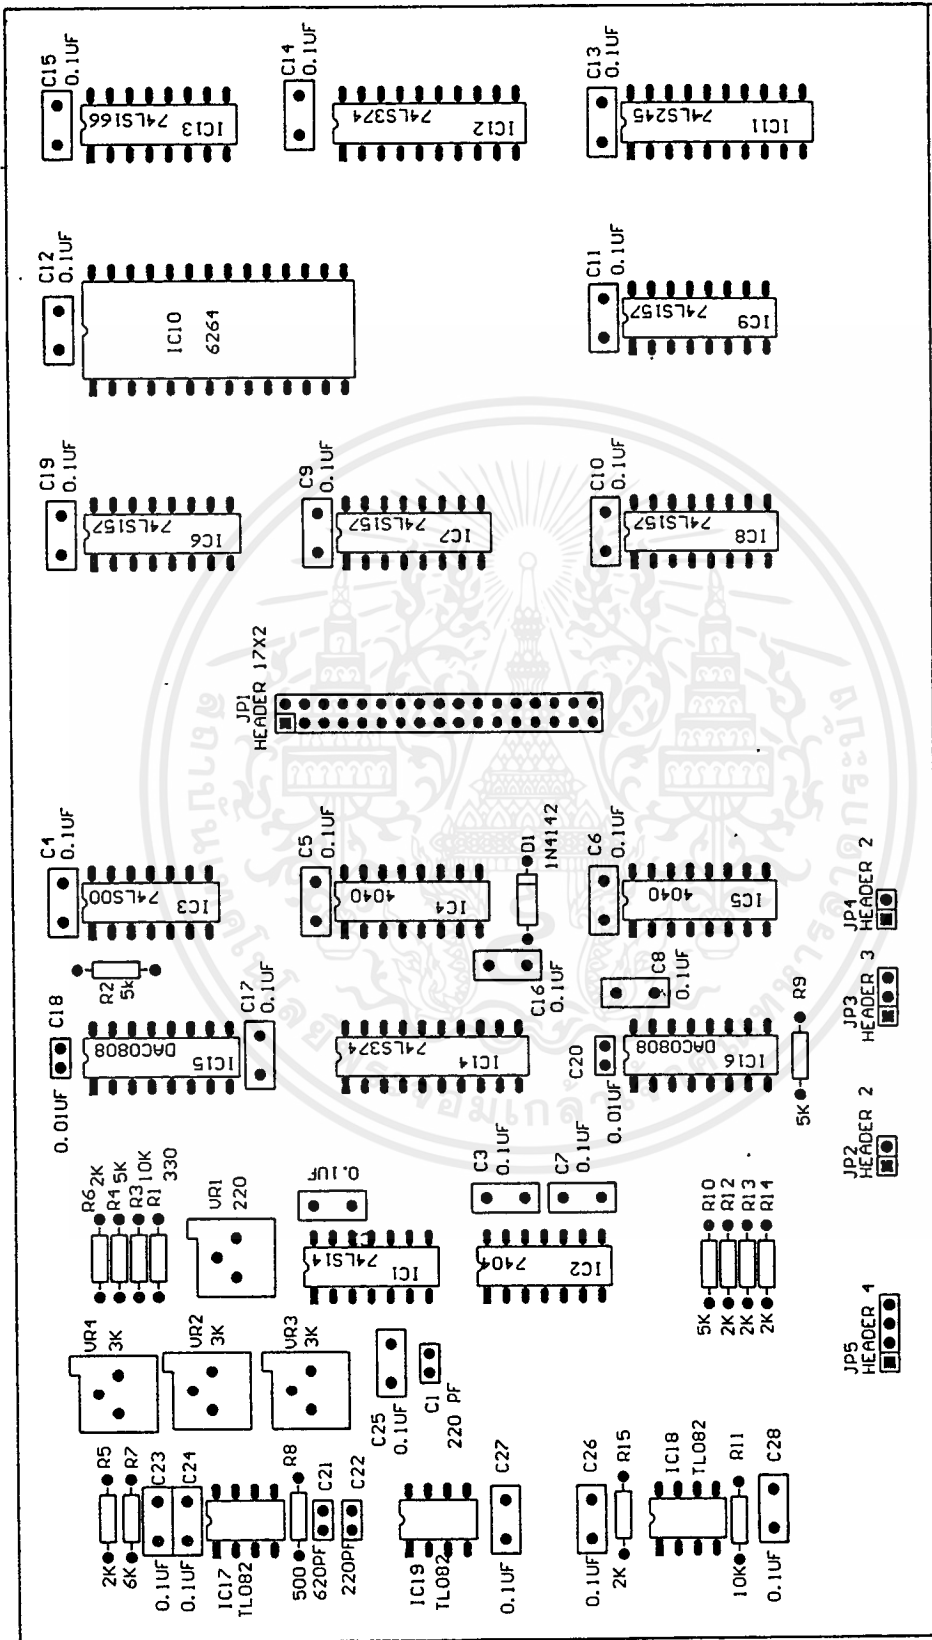 C15
0.1UF
74LS166
IC13
C14
0.1UF
74LS374
IC12
C13
0.1UF
74LS245
IC11
C12
0.1UF
IC10
6264
C11
0.1UF
74LS157
IC9
C19
0.1UF
74LS157
IC6
C9
0.1UF
74LS157
IC7
C10
0.1UF
74LS157
IC8
JP1
HEADER 17X2
C4
0.1UF
74LS00
IC3
C5
0.1UF
4040
IC4
D1
1N4142
C6
0.1UF
4040
IC5
JP4
HEADER 2
R2
5k
C16
0.1UF
C8
0.1UF
JP3
HEADER 3
C18
0.01UF
DAC0808
IC15
C17
0.1UF
74LS374
IC14
C20
0.01UF
DAC0808
IC16
R9
5K
JP2
HEADER 2
R6 2K
R4 5K
R3 10K
R1 330
VR1
220
0.1UF
74LS14
IC1
C3
0.1UF
C7
0.1UF
7404
IC2
R10
5K
R12
2K
R13
2K
R14
2K
JP5
HEADER 4
VR4
3K
VR2
3K
VR3
3K
C25
0.1UF
C1
220 PF
R5
2K
R7
6K
C23
0.1UF
C24
0.1UF
IC17
TL082
R8
500
C21
620PF
C22
220PF
IC19
TL082
C27
0.1UF
C26
0.1UF
R15
2K
IC18
TL082
R11
10K
C28
0.1UF